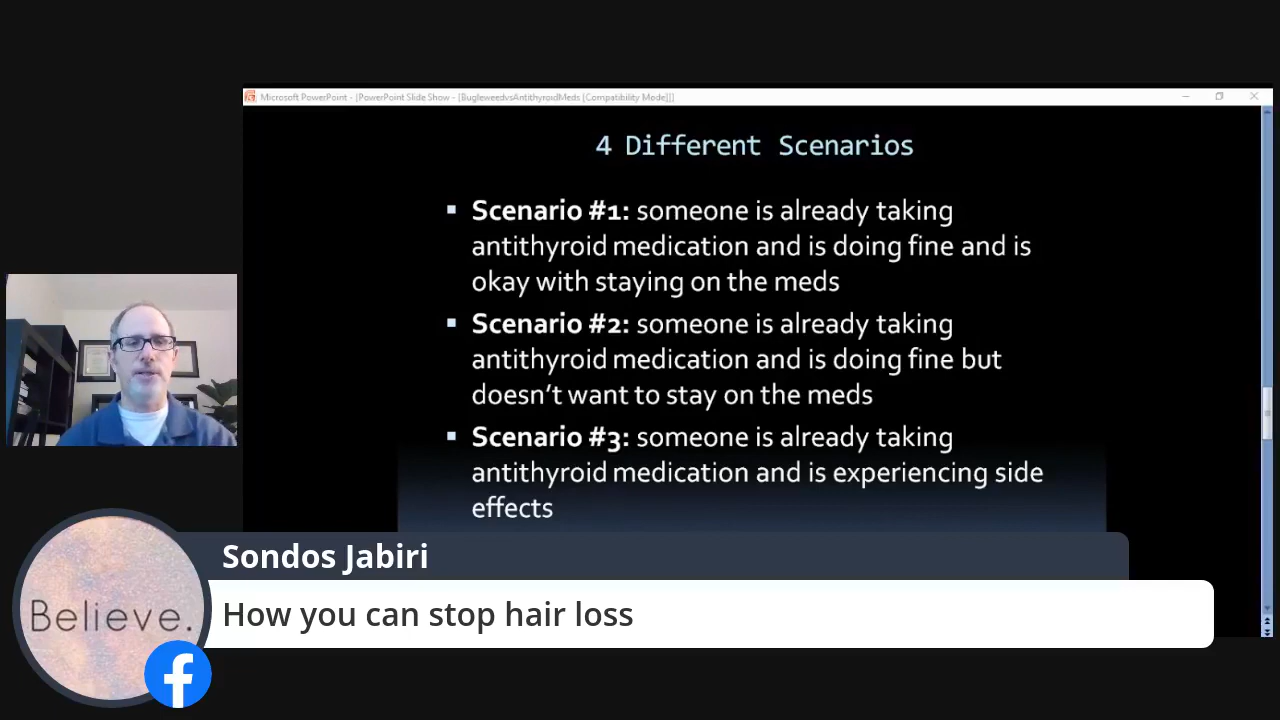 Microsoft PowerPoint - [PowerPoint Slide Show - [BugleweedvsAntithyroidMeds [Compatibility Mode]]]
4 Different Scenarios
▪ Scenario #1: someone is already taking
antithyroid medication and is doing fine and is
okay with staying on the meds
▪ Scenario #2: someone is already taking
antithyroid medication and is doing fine but
doesn't want to stay on the meds
▪ Scenario #3: someone is already taking
antithyroid medication and is experiencing side
effects
Sondos Jabiri
How you can stop hair loss
Believe.